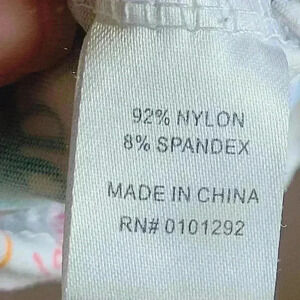 92% NYLON
8% SPANDEX
MADE IN CHINA
RN# 0101292